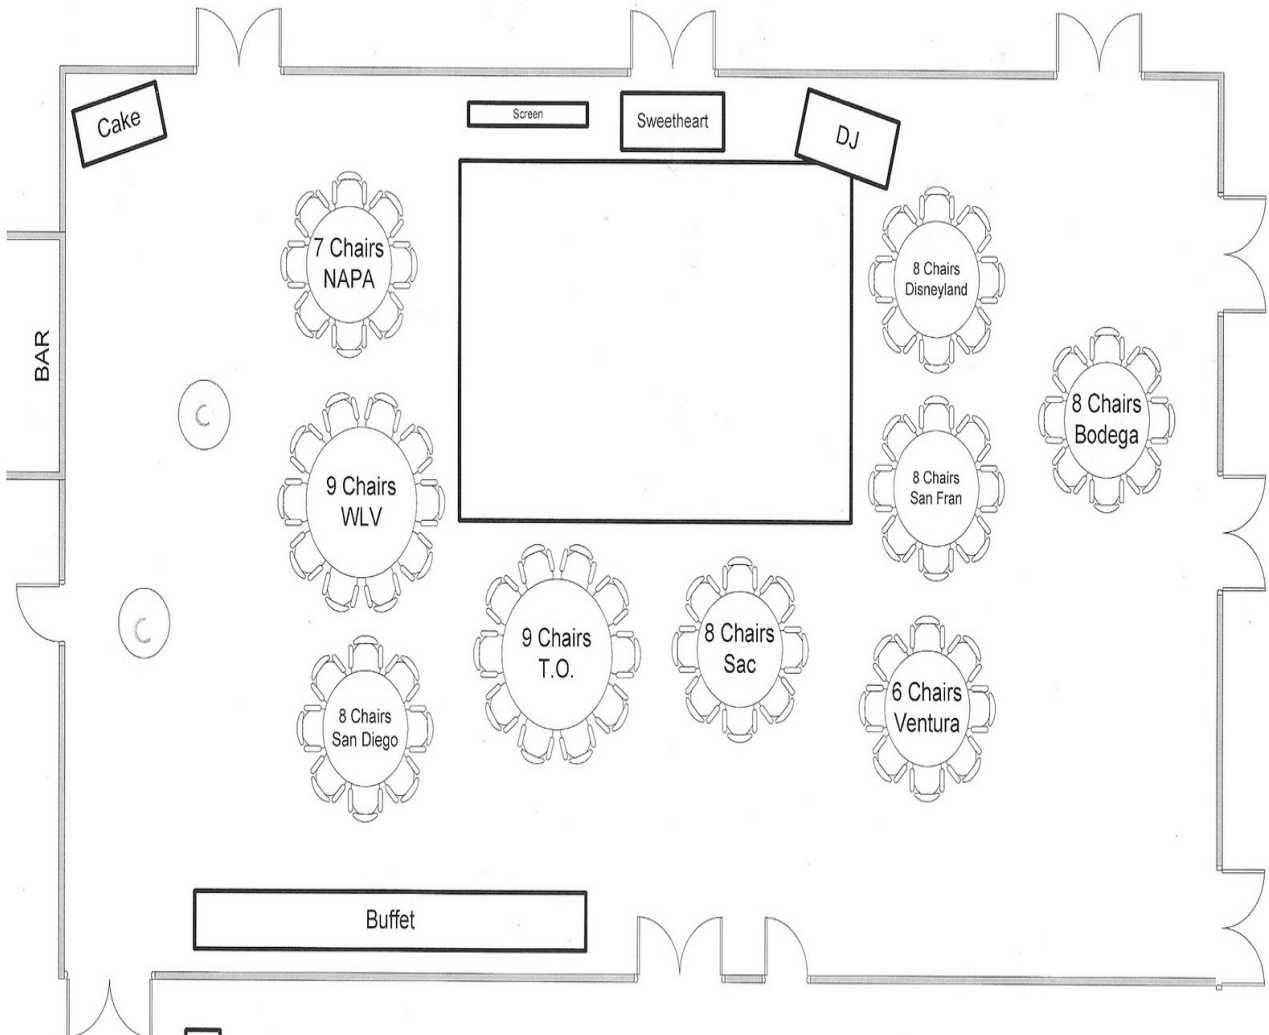 Cake
Screen
Sweetheart
DJ
7 Chairs
NAPA
8 Chairs
Disneyland
BAR
C
9 Chairs
WLV
8 Chairs
San Fran
8 Chairs
Bodega
C
8 Chairs
San Diego
9 Chairs
T.O.
8 Chairs
Sac
6 Chairs
Ventura
Buffet